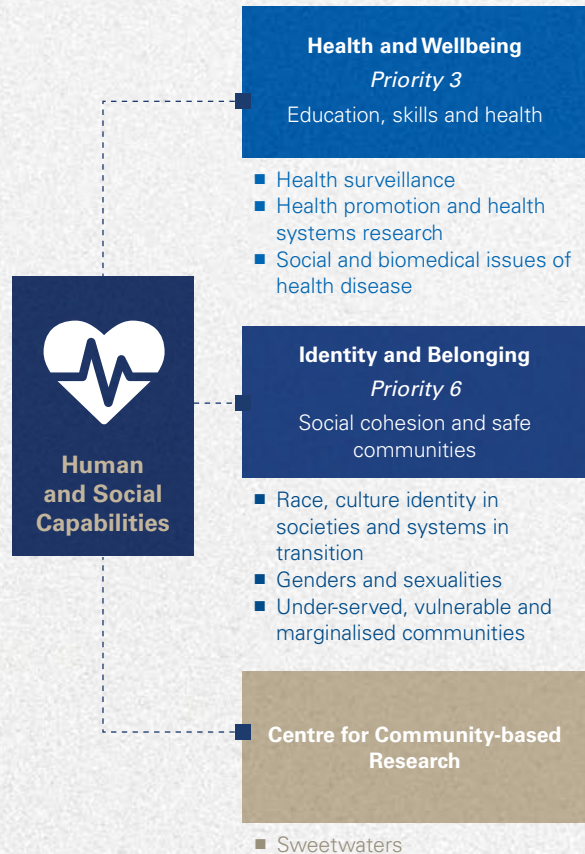 Health and Wellbeing
Priority 3
Education, skills and health
■ Health surveillance
■ Health promotion and health
systems research
■ Social and biomedical issues of
health disease
Human
and Social
Capabilities
Identity and Belonging
Priority 6
Social cohesion and safe
communities
■ Race, culture identity in
societies and systems in
transition
■ Genders and sexualities
■ Under-served, vulnerable and
marginalised communities
Centre for Community-based
Research
■ Sweetwaters